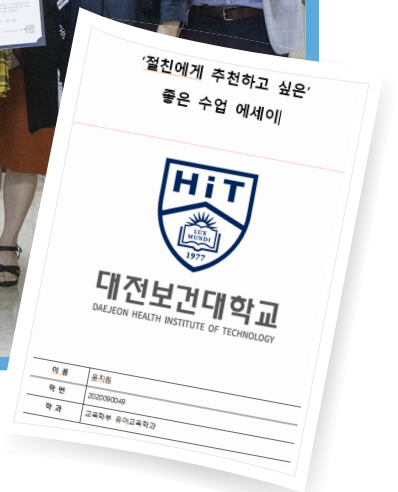 '절친에게 추천하고 싶은'
좋은 수업 에세이
HiT
LUX
MUNDI
1977
대전보건대학교
DAEJEON HEALTH INSTITUTE OF TECHNOLOGY
이 름
학 번 2020090049
학 과 교육학부 유아교육학과